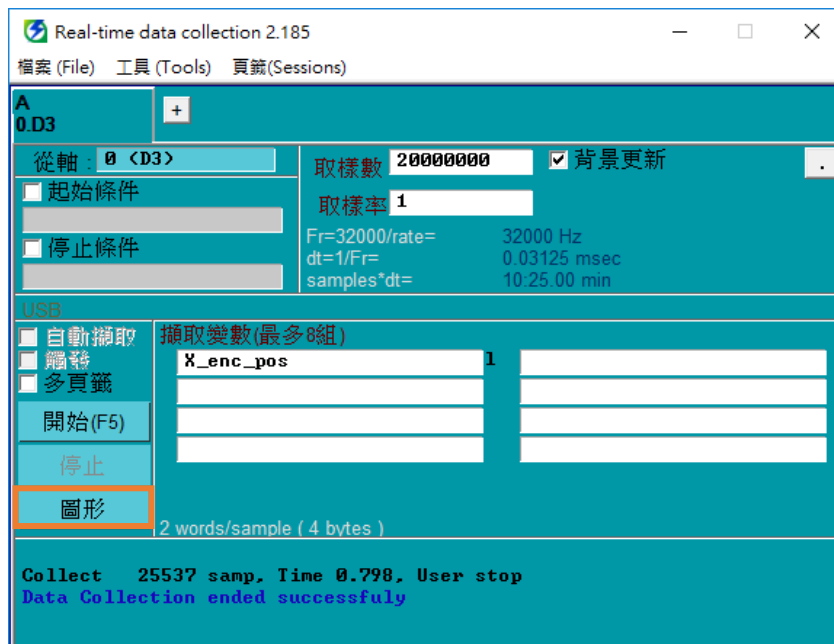 Real-time data collection 2.185
檔案 (File) 工具 (Tools) 頁籤(Sessions)
A
0.D3
+
從軸 : 0 (D3)
取樣數 20000000
背景更新
.
起始條件
取樣率 1
停止條件
Fr=32000/rate= 32000 Hz
dt=1/Fr= 0.03125 msec
samples*dt= 10:25.00 min
USB
自動擷取
擷取變數(最多8組)
觸發
X_enc_pos l
多頁籤
開始(F5)
停止
圖形
2 words/sample ( 4 bytes )
Collect 25537 samp, Time 0.798, User stop
Data Collection ended successfuly